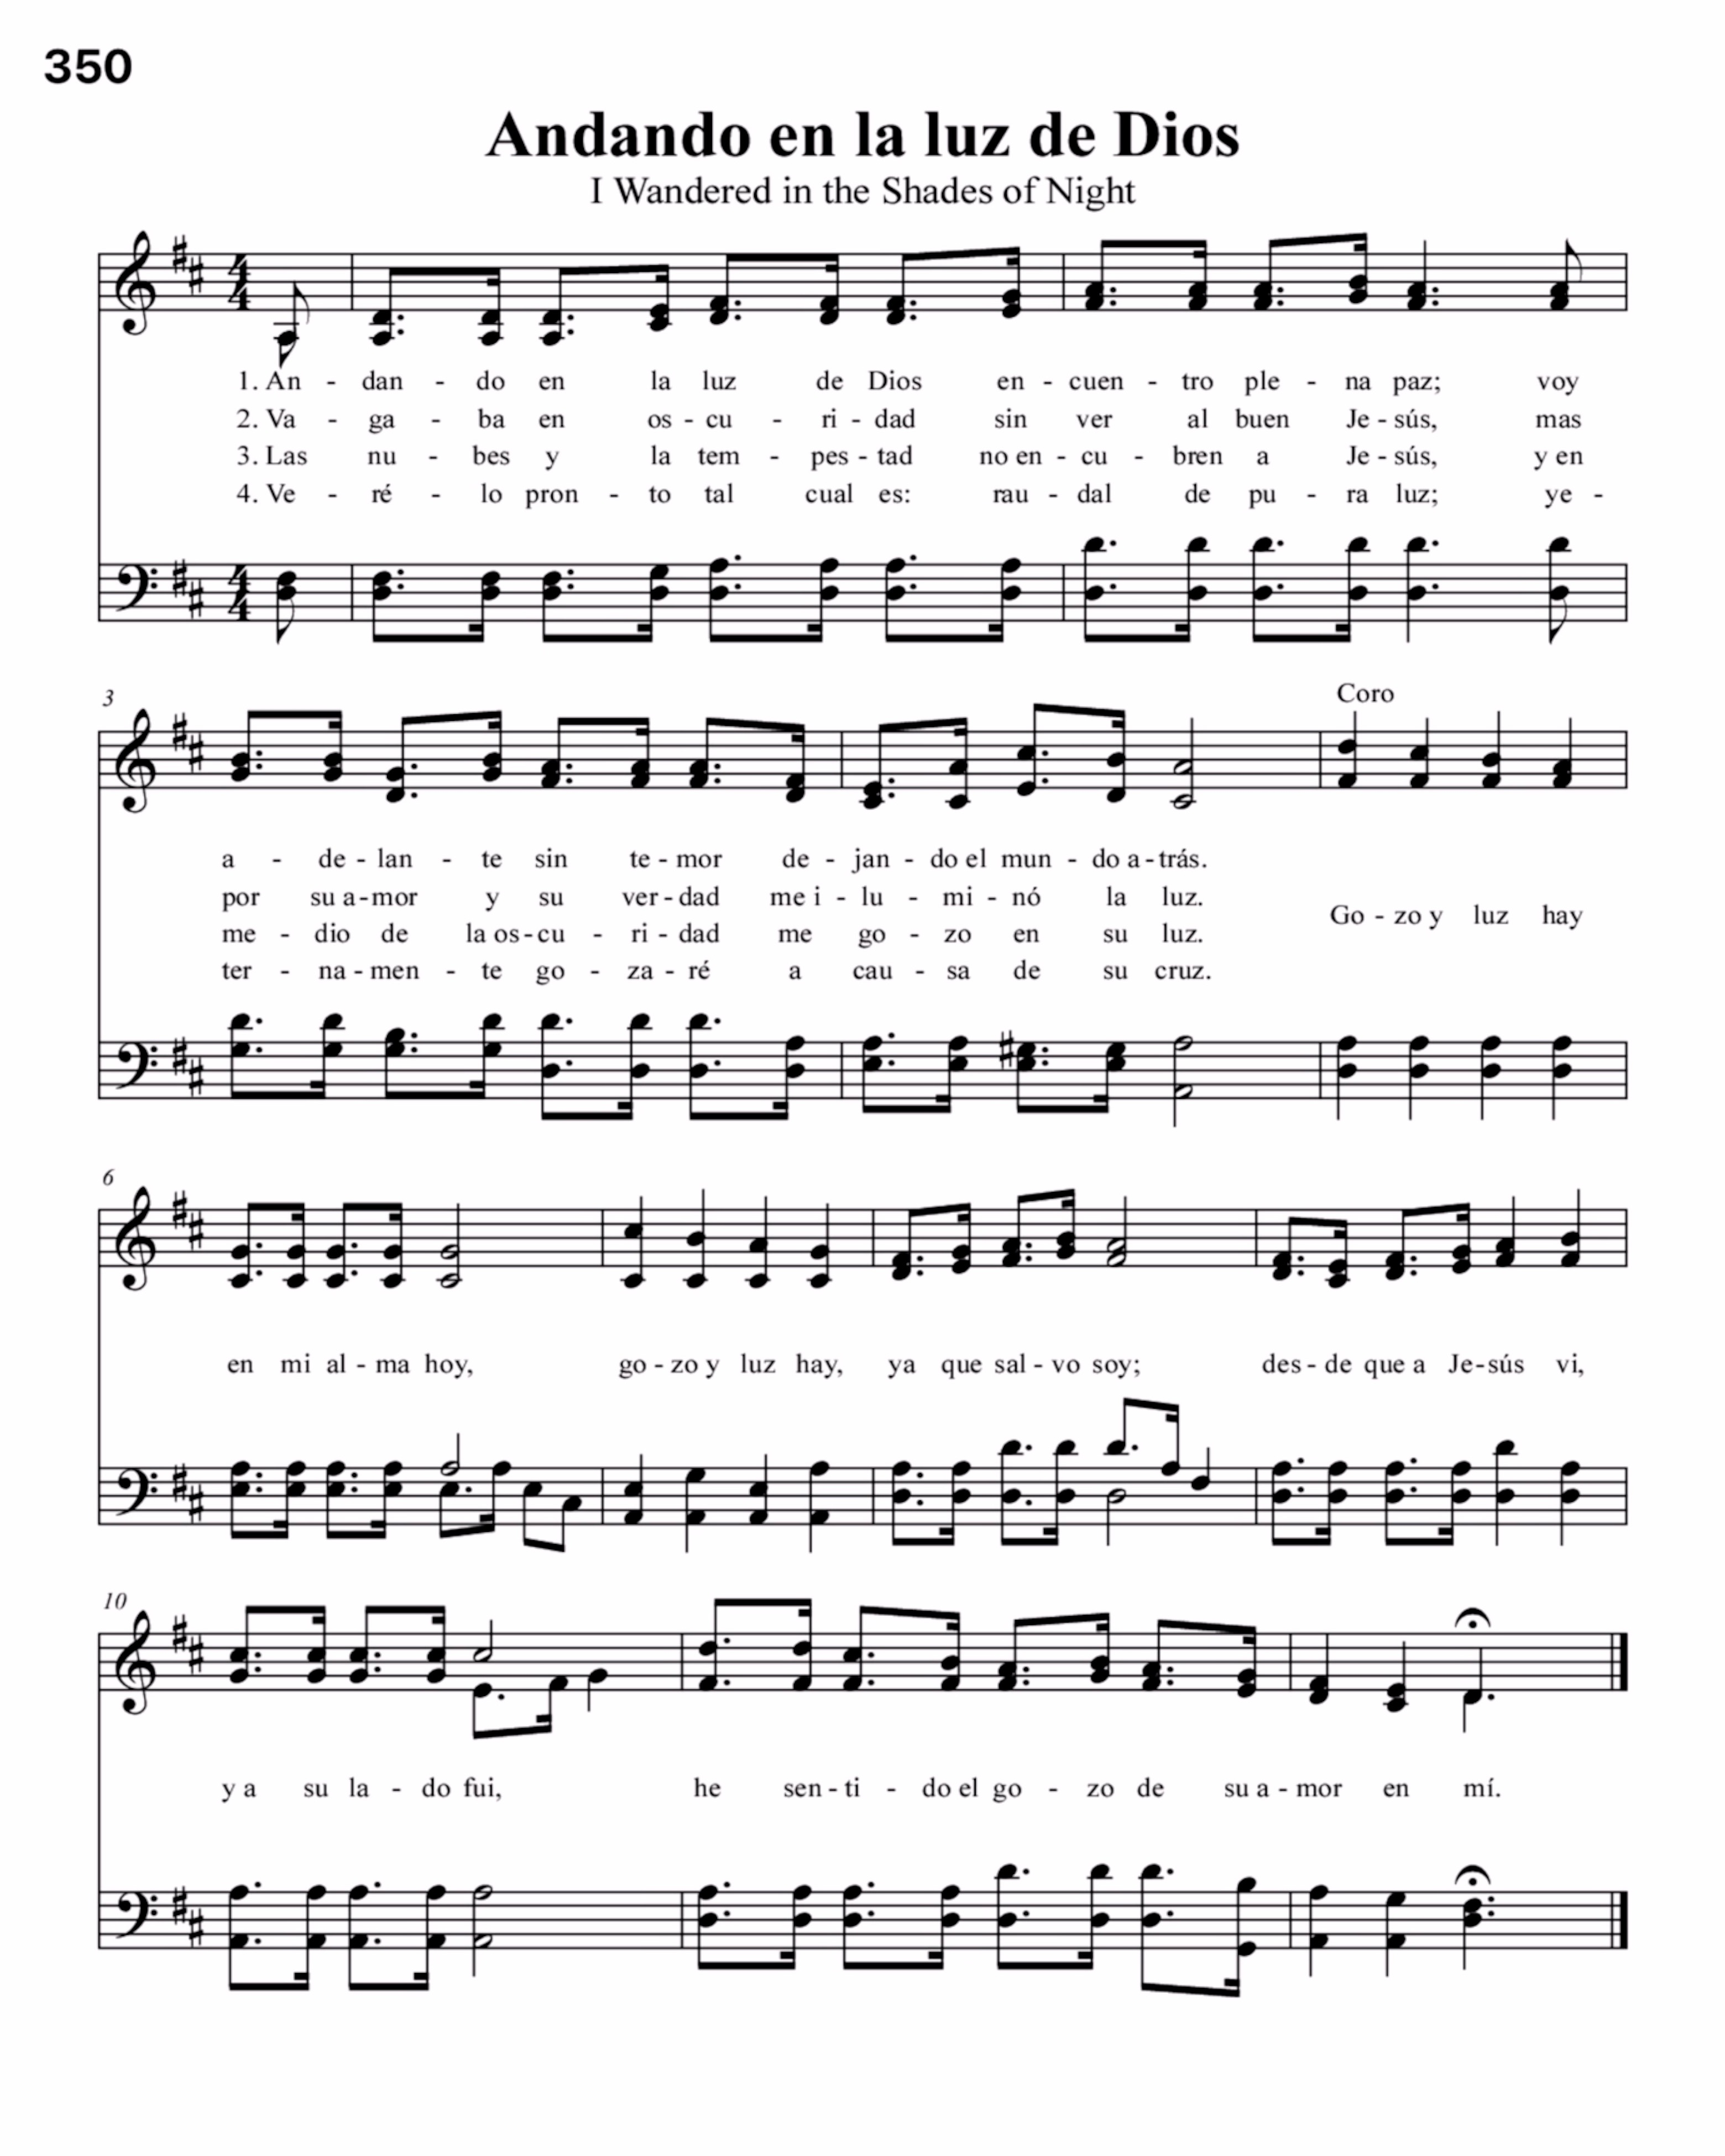 350
Andando en la luz de Dios
I Wandered in the Shades of Night
1. An - dan - do en la luz de Dios en - cuen - tro ple - na paz; voy
2. Va - ga - ba en os - cu - ri - dad sin ver al buen Je - sús, mas
3. Las nu - bes y la tem - pes - tad no en - cu - bren a Je - sús, y en
4. Ve - ré - lo pron - to tal cual es: rau - dal de pu - ra luz; ye -
3
Coro
a - de - lan - te sin te - mor de - jan - do el mun - do a - trás.
por su a - mor y su ver - dad me i - lu - mi - nó la luz.
Go - zo y luz hay
me - dio de la os - cu - ri - dad me go - zo en su luz.
ter - na - men - te go - za - ré a cau - sa de su cruz.
6
en mi al - ma hoy, go - zo y luz hay, ya que sal - vo soy; des - de que a Je - sús vi,
10
y a su la - do fui, he sen - ti - do el go - zo de su a - mor en mí.